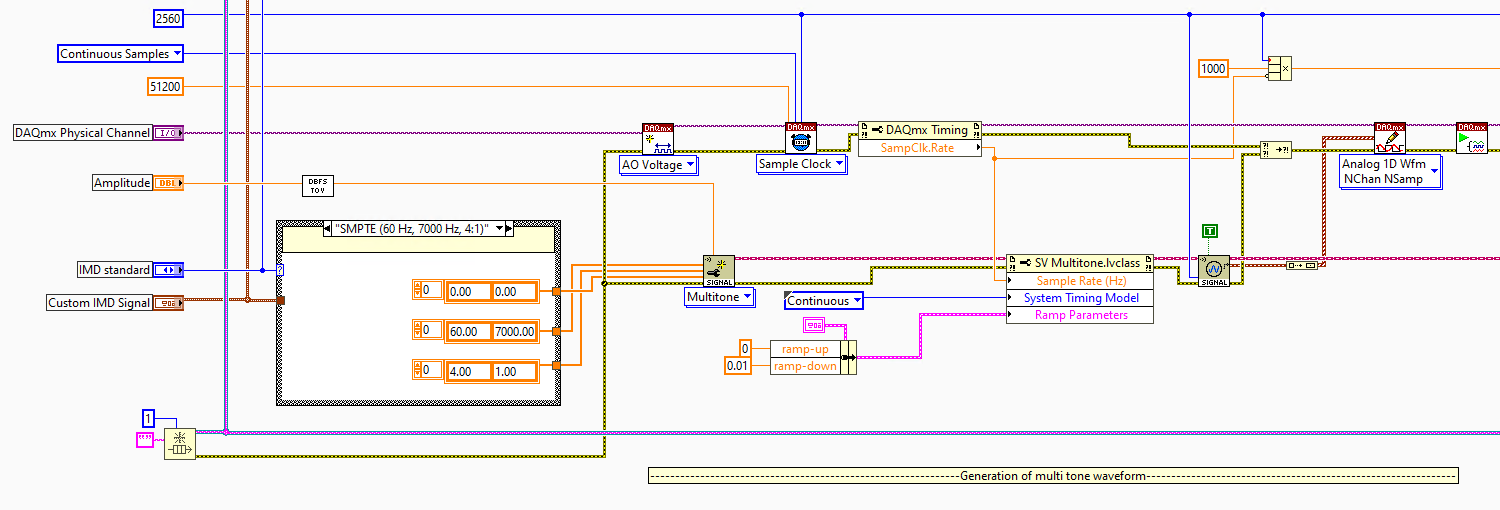 2560
Continuous Samples
51200
1000
DAQmx Physical Channel
I/O
DAQmx
AO Voltage
DAQmx
Sample Clock
DAQmx Timing
SampClk.Rate
DAQmx
Analog 1D Wfm
NChan NSamp
DAQmx
Amplitude
DBL
DBFS
TOV
"SMPTE (60 Hz, 7000 Hz, 4:1)"
IMD standard
Custom IMD Signal
0
0.00
0.00
0
60.00
7000.00
0
4.00
1.00
SIGNAL
Multitone
Continuous
SV Multitone.lvclass
Sample Rate (Hz)
System Timing Model
Ramp Parameters
T
SIGNAL
0
ramp-up
0.01
ramp-down
1
Generation of multi tone waveform